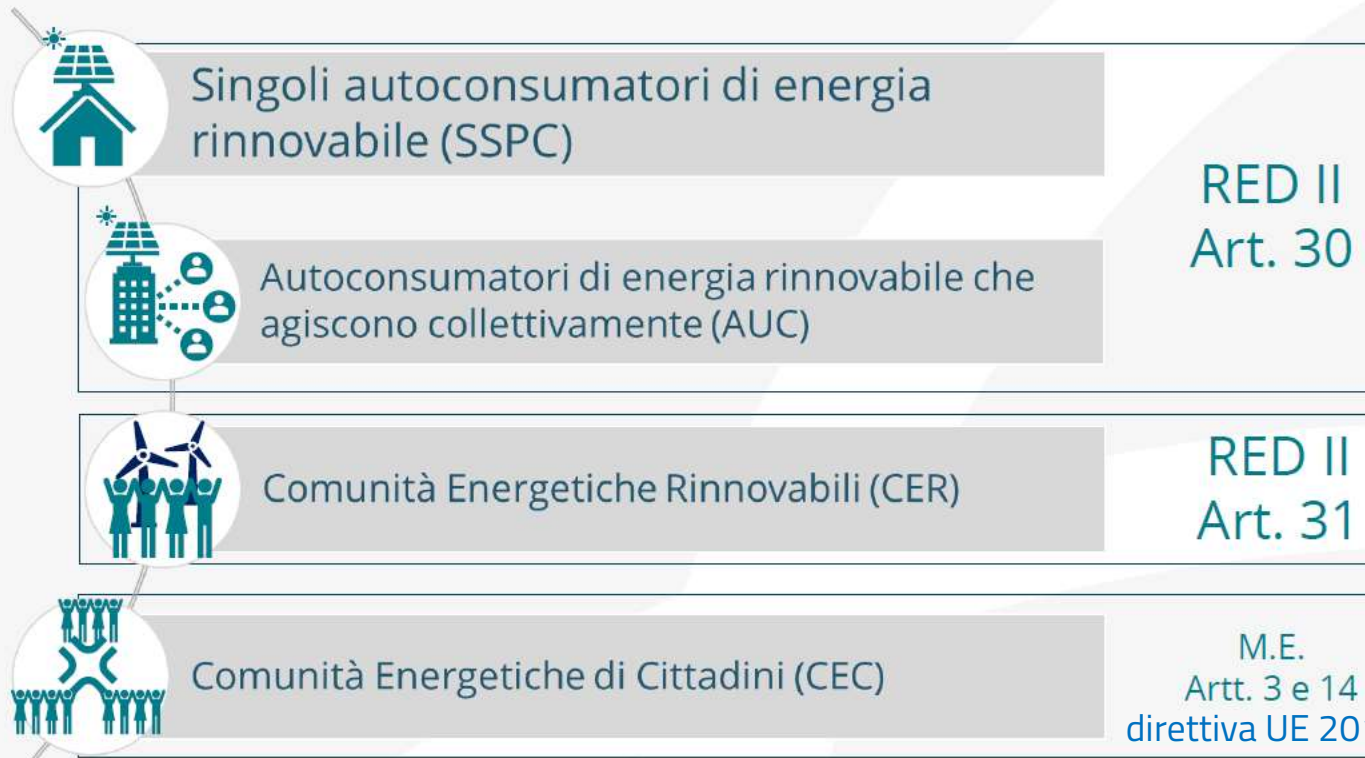 Singoli autoconsumatori di energia
rinnovabile (SSPC)
RED II
Art. 30
Autoconsumatori di energia rinnovabile che
agiscono collettivamente (AUC)
Comunità Energetiche Rinnovabili (CER)
RED II
Art. 31
Comunità Energetiche di Cittadini (CEC)
M.E.
Artt. 3 e 14
direttiva UE 20